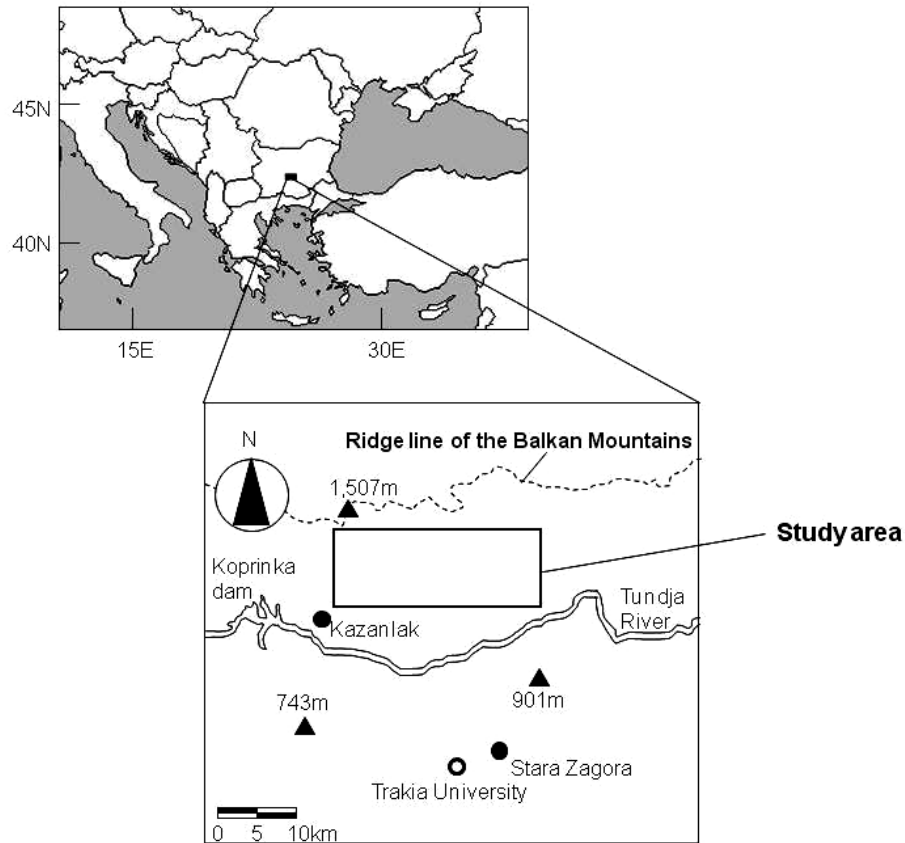 45N
40N
15E
30E
N
Ridge line of the Balkan Mountains
1,507m
Study area
Koprinka
dam
Tundja
River
Kazanlak
743m
901m
Stara Zagora
Trakia University
0 5 10km